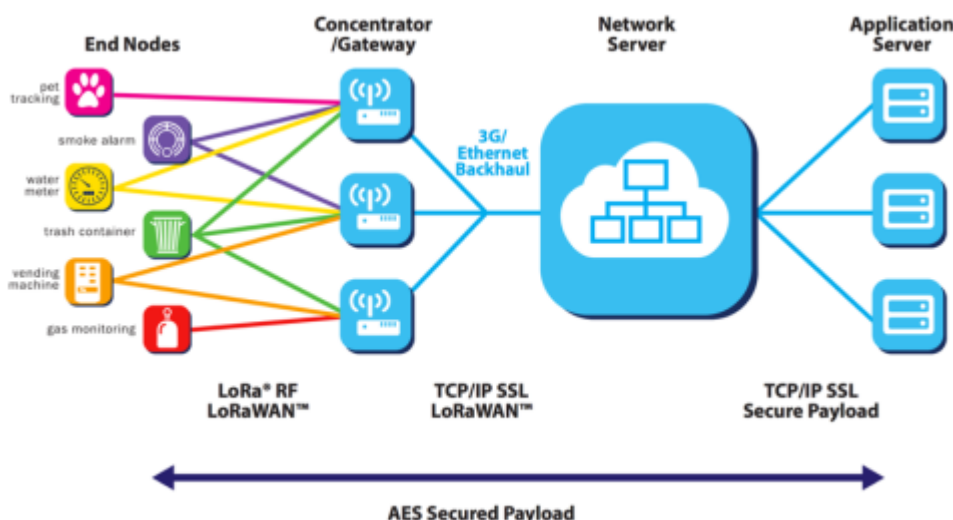 End Nodes
Concentrator
/Gateway
Network
Server
Application
Server
pet
tracking
smoke alarm
water
meter
trash container
vending
machine
gas monitoring
3G/
Ethernet
Backhaul
LoRa® RF
LoRaWAN™
TCP/IP SSL
LoRaWAN™
TCP/IP SSL
Secure Payload
AES Secured Payload